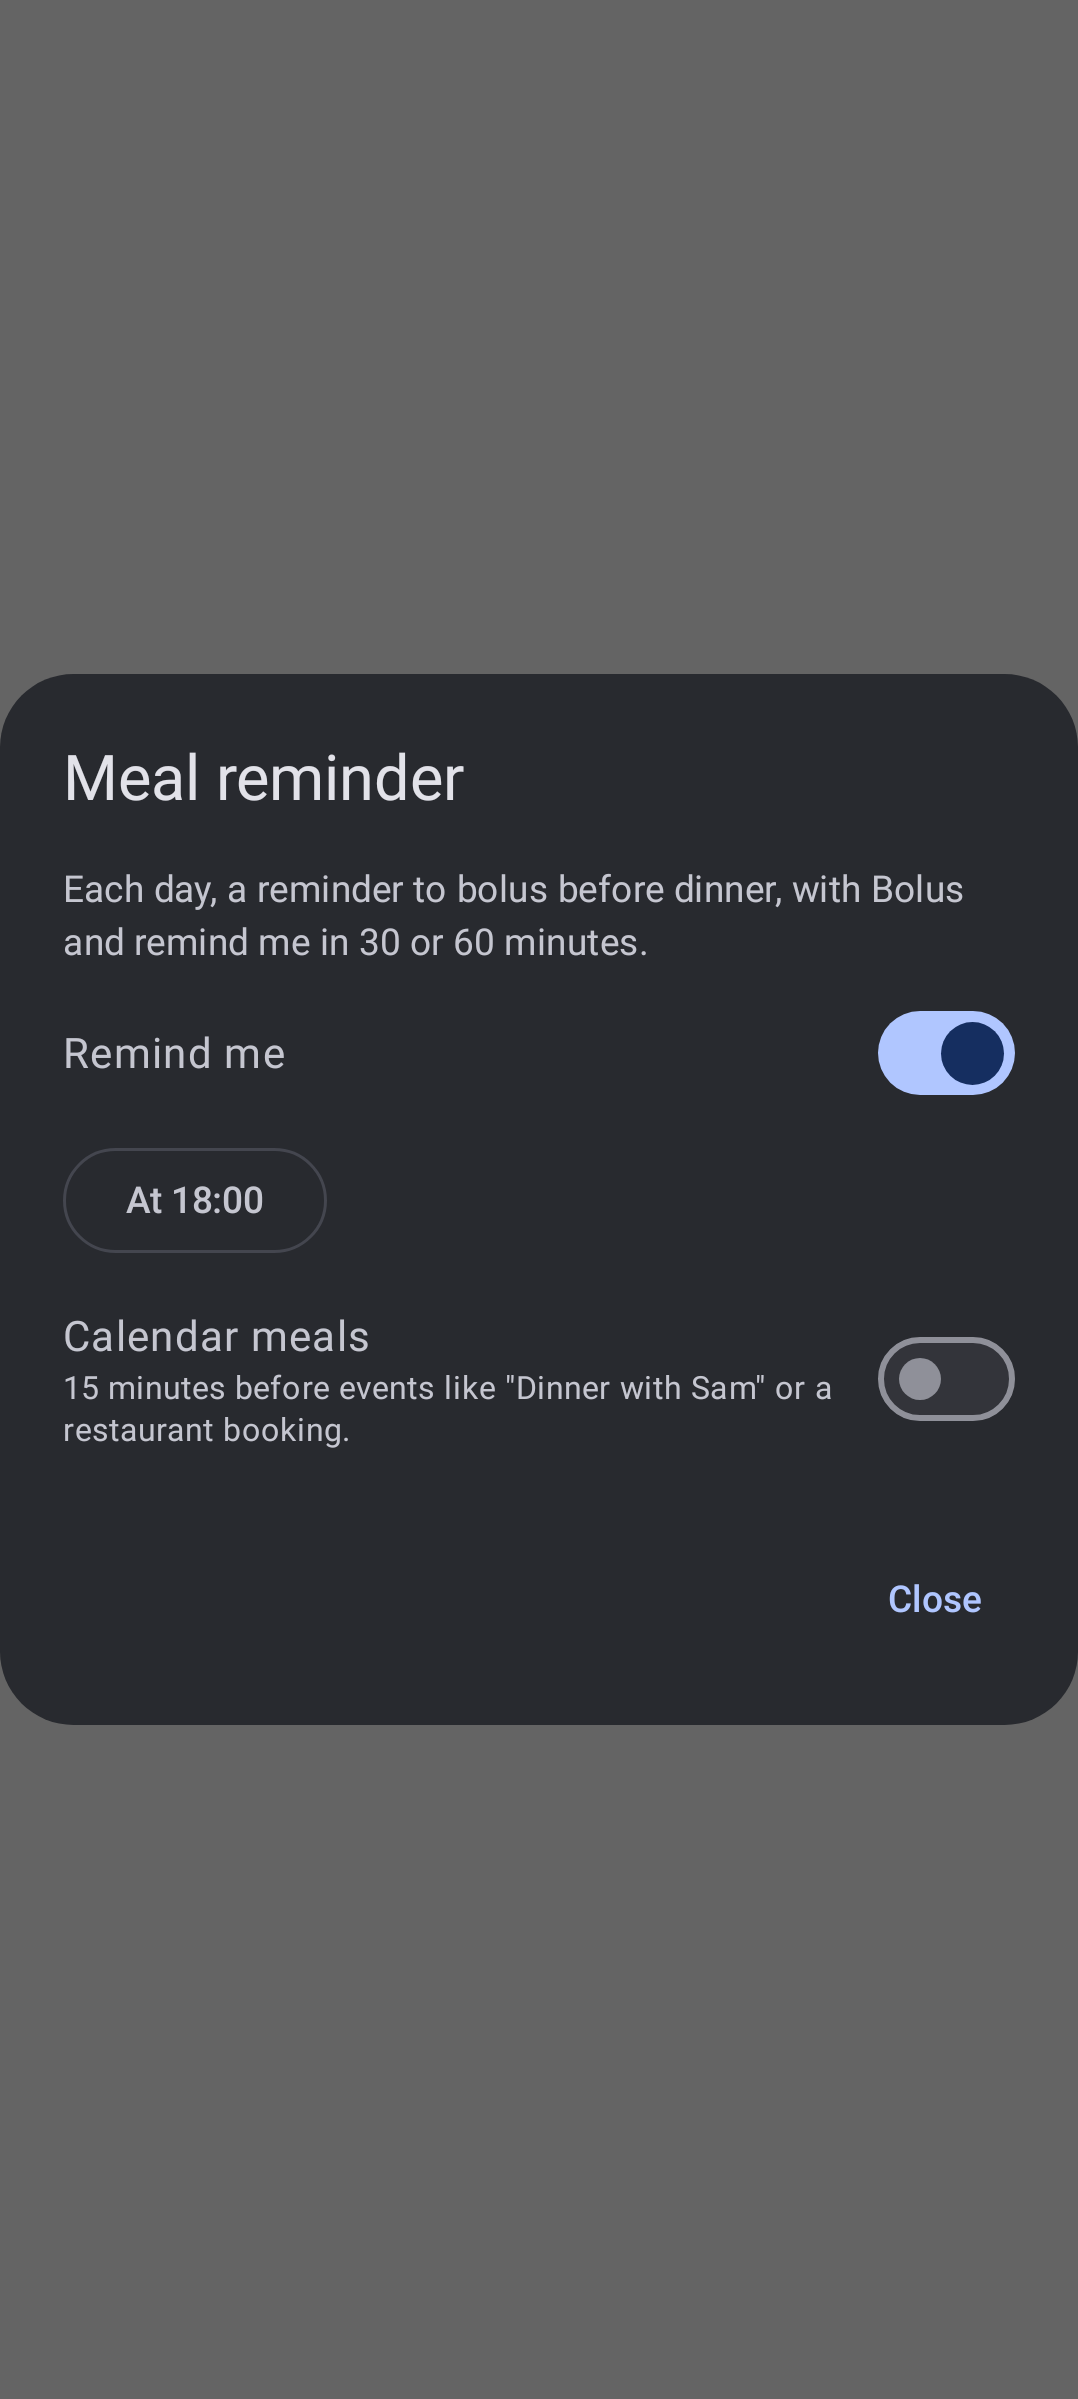 Meal reminder
Each day, a reminder to bolus before dinner, with Bolus
and remind me in 30 or 60 minutes.
Remind me
At 18:00
Calendar meals
15 minutes before events like "Dinner with Sam" or a
restaurant booking.
Close